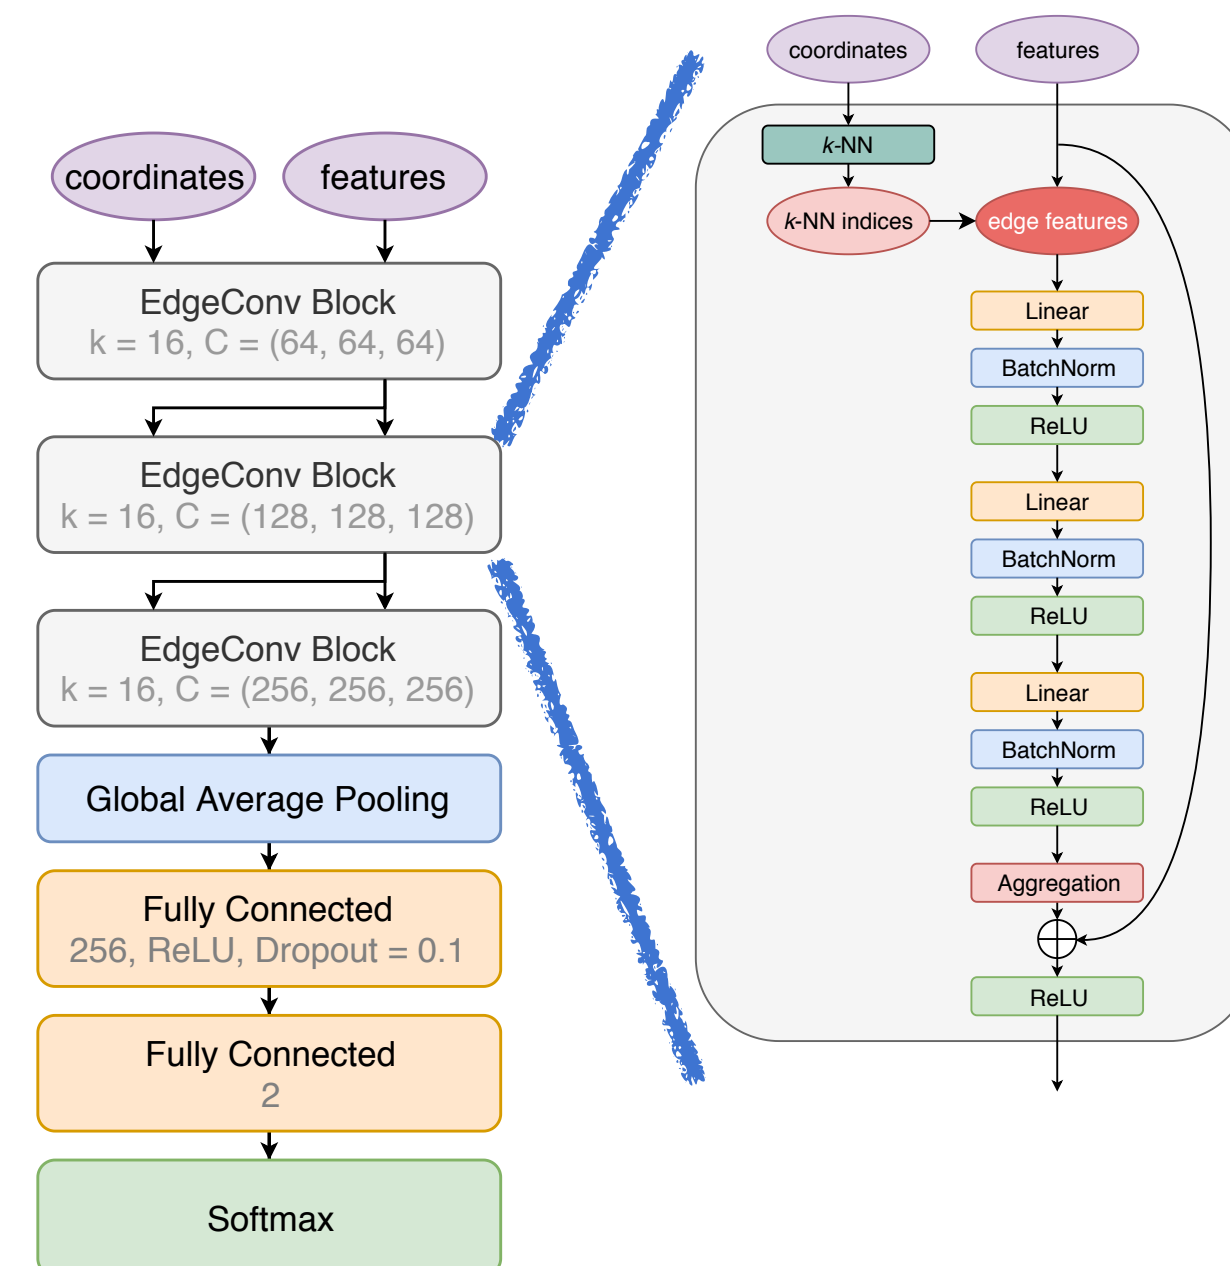 coordinates
features
EdgeConv Block
k = 16, C = (64, 64, 64)
EdgeConv Block
k = 16, C = (128, 128, 128)
EdgeConv Block
k = 16, C = (256, 256, 256)
Global Average Pooling
Fully Connected
256, ReLU, Dropout = 0.1
Fully Connected
2
Softmax
coordinates
features
k-NN
k-NN indices
edge features
Linear
BatchNorm
ReLU
Linear
BatchNorm
ReLU
Linear
BatchNorm
ReLU
Aggregation
ReLU